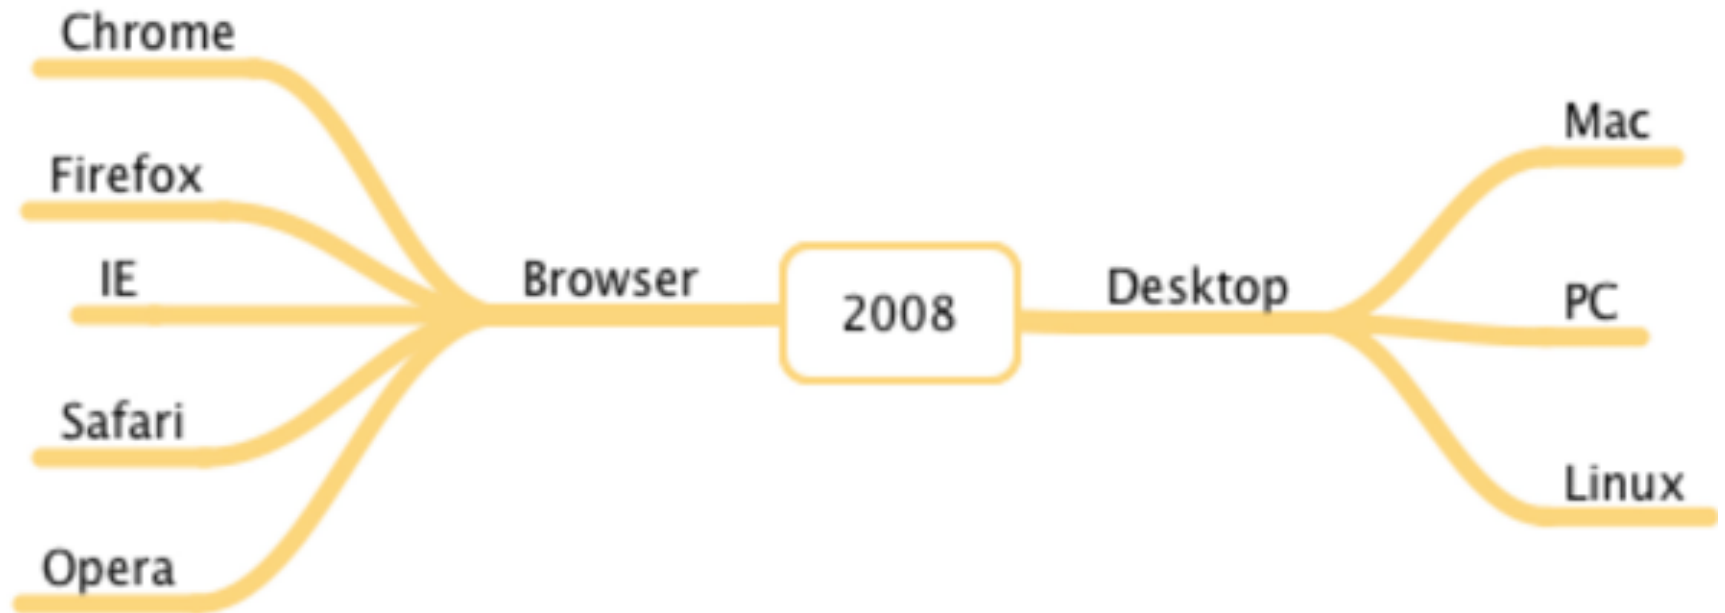 Chrome
Firefox
IE
Safari
Opera
Browser
2008
Desktop
Mac
PC
Linux